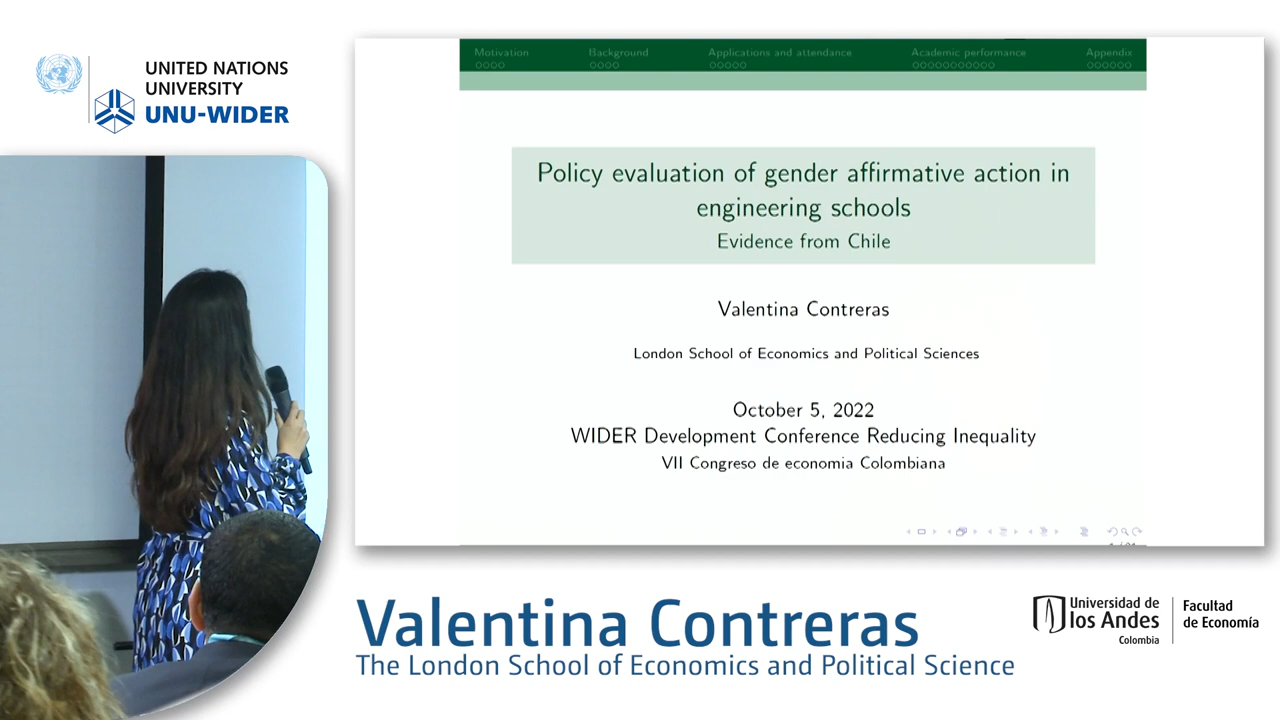 UNITED NATIONS
UNIVERSITY
UNU-WIDER
Motivation Background Applications and attendance Academic performance Appendix
Policy evaluation of gender affirmative action in
engineering schools
Evidence from Chile
Valentina Contreras
London School of Economics and Political Sciences
October 5, 2022
WIDER Development Conference Reducing Inequality
VII Congreso de economia Colombiana
Valentina Contreras
The London School of Economics and Political Science
Universidad de
los Andes
Colombia
Facultad
de Economía